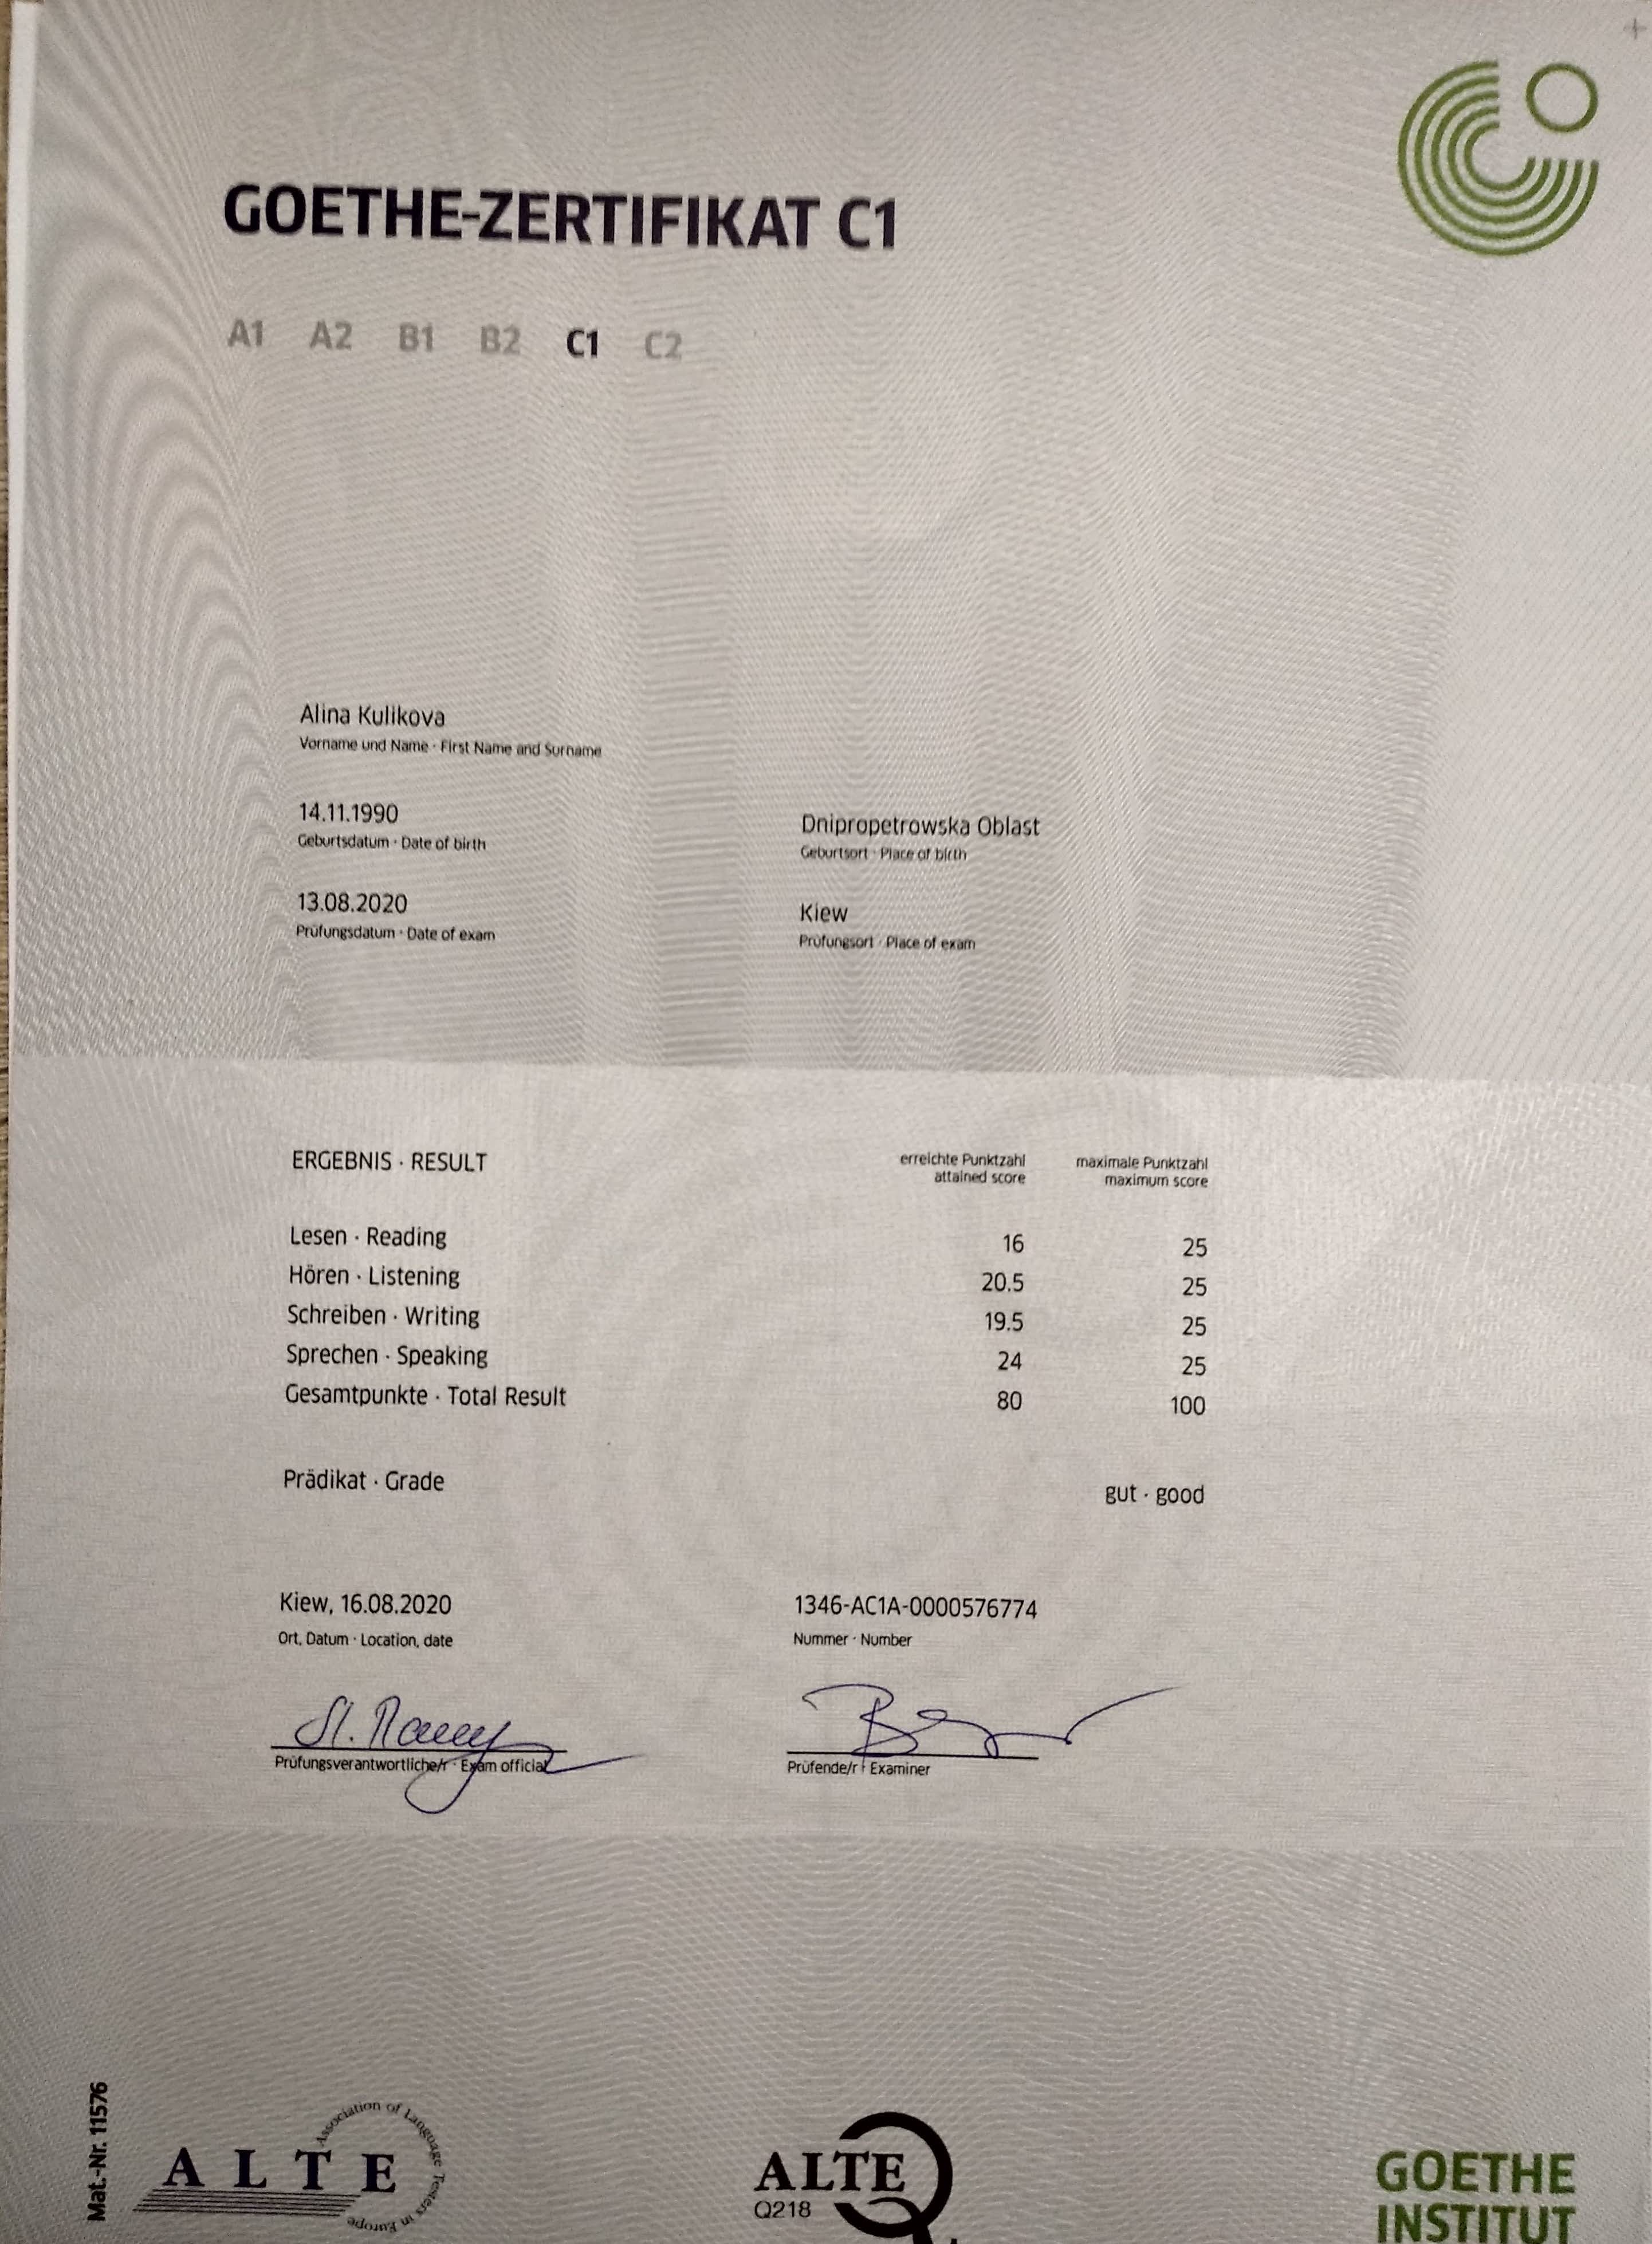 GOETHE-ZERTIFIKAT C1
A1 A2 B1 B2 C1 C2
Alina Kulikova
Vorname und Name · First Name and Surname
14.11.1990
Geburtsdatum · Date of birth
Dnipropetrowska Oblast
Geburtsort · Place of birth
13.08.2020
Prüfungsdatum · Date of exam
Kiew
Prüfungsort · Place of exam
ERGEBNIS · RESULT
erreichte Punktzahl
attained score
maximale Punktzahl
maximum score
Lesen · Reading 16 25
Hören · Listening 20.5 25
Schreiben · Writing 19.5 25
Sprechen · Speaking 24 25
Gesamtpunkte · Total Result 80 100
Prädikat · Grade gut · good
Kiew, 16.08.2020
Ort, Datum · Location, date
1346-AC1A-0000576774
Nummer · Number
Prüfungsverantwortliche/r · Exam official
Prüfende/r · Examiner
Mat.-Nr. 11576
ALTE
Association of Language Testers in Europe
ALTE
Q218
GOETHE
INSTITUT